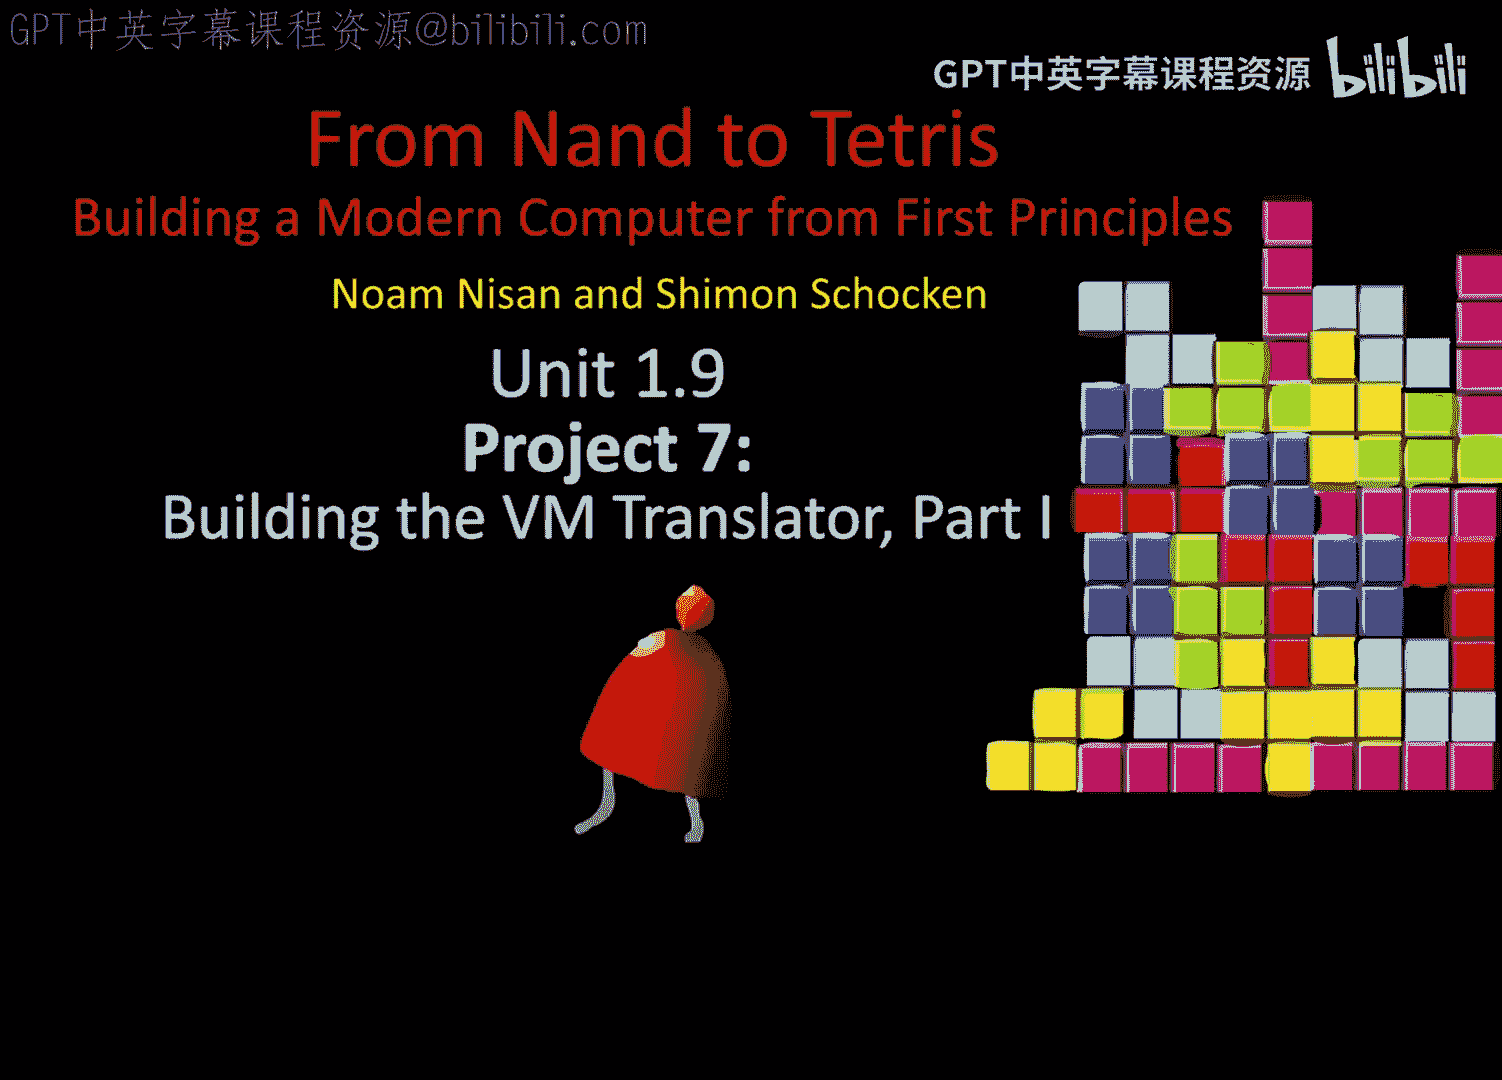 GPT中英字幕课程资源@bilibili.com
GPT中英字幕课程资源 bilibili
From Nand to Tetris
Building a Modern Computer from First Principles
Noam Nisan and Shimon Schocken
Unit 1.9
Project 7:
Building the VM Translator, Part I